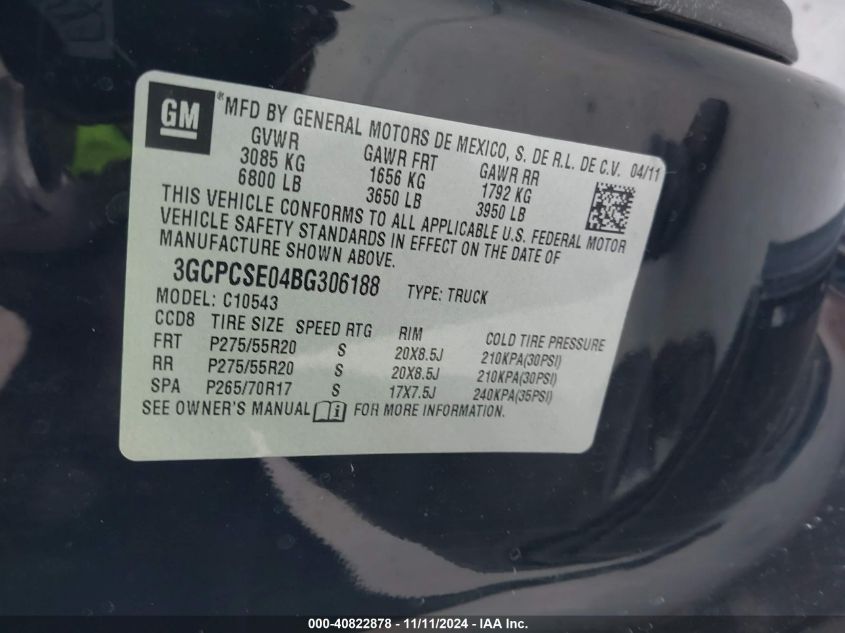 GM
MFD BY GENERAL MOTORS DE MEXICO, S. DE R.L. DE C.V. 04/11
GVWR GAWR FRT GAWR RR
3085 KG 1656 KG 1792 KG
6800 LB 3650 LB 3950 LB
THIS VEHICLE CONFORMS TO ALL APPLICABLE U.S. FEDERAL MOTOR
VEHICLE SAFETY STANDARDS IN EFFECT ON THE DATE OF
MANUFACTURE SHOWN ABOVE.
3GCPCSE04BG306188 TYPE: TRUCK
MODEL: C10543
CCD8 TIRE SIZE SPEED RTG RIM COLD TIRE PRESSURE
FRT P275/55R20 S 20X8.5J 210KPA(30PSI)
RR P275/55R20 S 20X8.5J 210KPA(30PSI)
SPA P265/70R17 S 17X7.5J 240KPA(35PSI)
SEE OWNER'S MANUAL FOR MORE INFORMATION.
000-40822878 - 11/11/2024 - IAA Inc.